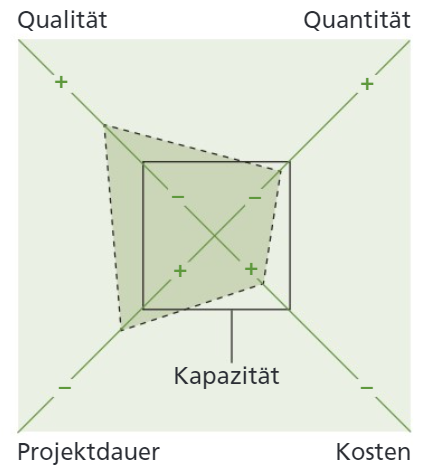 Qualität Quantität
+ +
− −
+ +
Kapazität
− −
Projektdauer Kosten